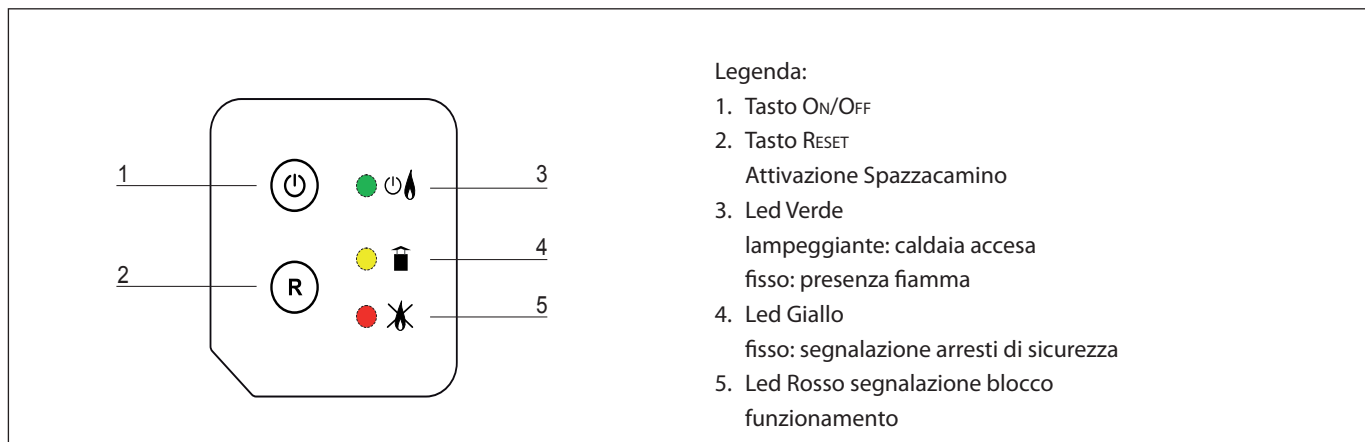 Legenda:
1. Tasto ON/OFF
2. Tasto RESET
Attivazione Spazzacamino
3. Led Verde
lampeggiante: caldaia accesa
fisso: presenza fiamma
4. Led Giallo
fisso: segnalazione arresti di sicurezza
5. Led Rosso segnalazione blocco
funzionamento
1
2
R
3
4
5